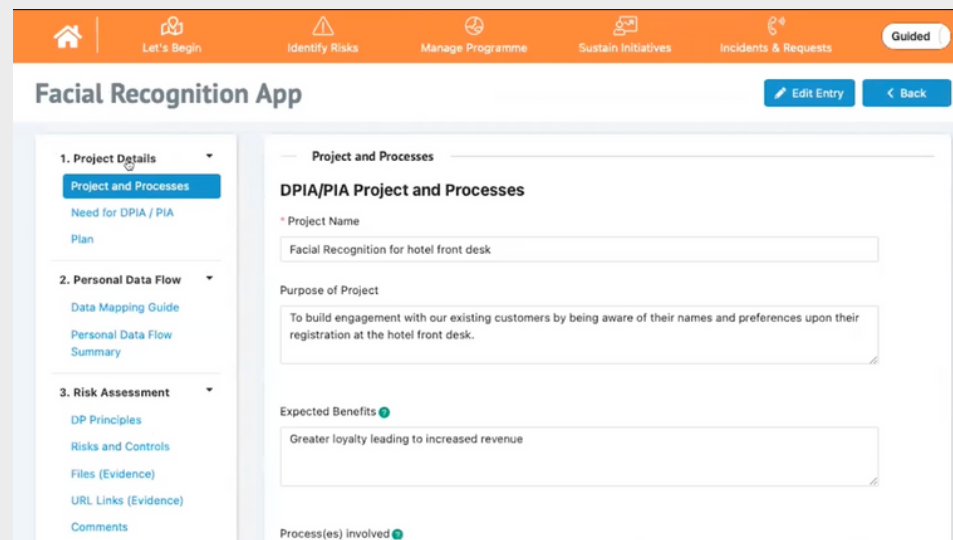 Let's Begin
Identify Risks
Manage Programme
Sustain Initiatives
Incidents & Requests
Guided
Facial Recognition App
Edit Entry
Back
1. Project Details
Project and Processes
Need for DPIA / PIA
Plan
2. Personal Data Flow
Data Mapping Guide
Personal Data Flow
Summary
3. Risk Assessment
DP Principles
Risks and Controls
Files (Evidence)
URL Links (Evidence)
Comments
Project and Processes
DPIA/PIA Project and Processes
* Project Name
Facial Recognition for hotel front desk
Purpose of Project
To build engagement with our existing customers by being aware of their names and preferences upon their
registration at the hotel front desk.
Expected Benefits ?
Greater loyalty leading to increased revenue
Process(es) involved ?